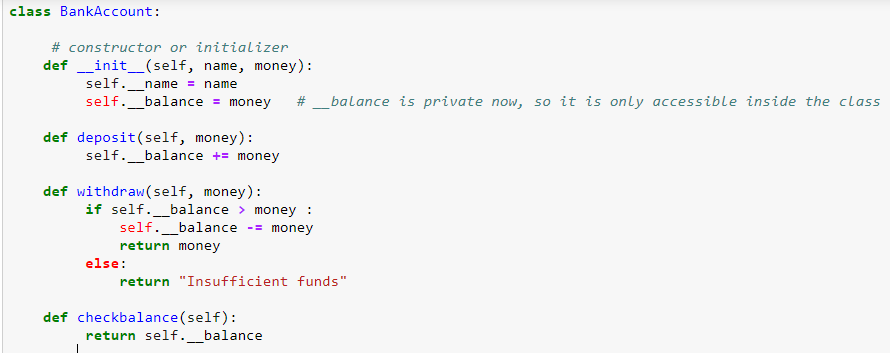 class BankAccount:
# constructor or initializer
def __init__(self, name, money):
self.__name = name
self.__balance = money   # __balance is private now, so it is only accessible inside the class
def deposit(self, money):
self.__balance += money
def withdraw(self, money):
if self.__balance > money :
self.__balance -= money
return money
else:
return "Insufficient funds"
def checkbalance(self):
return self.__balance